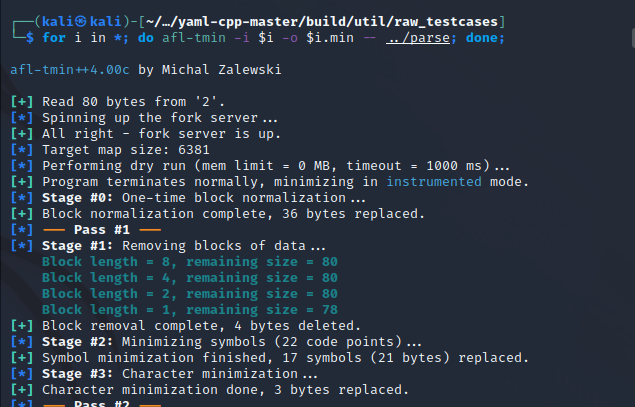 ┌──(kali㉿kali)-[~/…/yaml-cpp-master/build/util/raw_testcases]
└─$ for i in *; do afl-tmin -i $i -o $i.min -- ../parse; done;
afl-tmin++4.00c by Michal Zalewski
[+] Read 80 bytes from '2'.
[*] Spinning up the fork server...
[+] All right - fork server is up.
[*] Target map size: 6381
[*] Performing dry run (mem limit = 0 MB, timeout = 1000 ms)...
[+] Program terminates normally, minimizing in instrumented mode.
[*] Stage #0: One-time block normalization...
[+] Block normalization complete, 36 bytes replaced.
[*] --- Pass #1 ---
[*] Stage #1: Removing blocks of data...
Block length = 8, remaining size = 80
Block length = 4, remaining size = 80
Block length = 2, remaining size = 80
Block length = 1, remaining size = 78
[+] Block removal complete, 4 bytes deleted.
[*] Stage #2: Minimizing symbols (22 code points)...
[+] Symbol minimization finished, 17 symbols (21 bytes) replaced.
[*] Stage #3: Character minimization...
[+] Character minimization done, 3 bytes replaced.
[*] --- Pass #2 ---